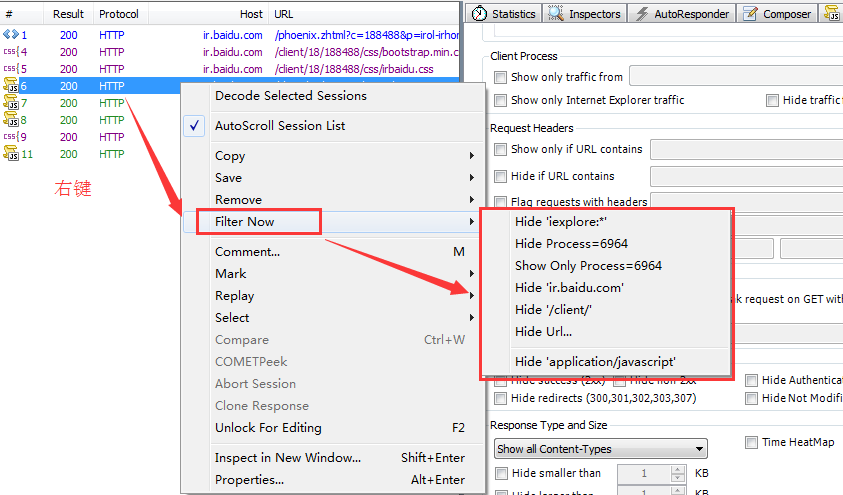 # Result Protocol Host URL
1 200 HTTP ir.baidu.com /phoenix.zhtml?c=188488&p=irol-irhor
4 200 HTTP ir.baidu.com /client/18/188488/css/bootstrap.min.c
5 200 HTTP ir.baidu.com /client/18/188488/css/irbaidu.css
6 200 HTTP
7 200 HTTP
8 200 HTTP
9 200 HTTP
11 200 HTTP
右键
Decode Selected Sessions
AutoScroll Session List
Copy
Save
Remove
Filter Now
Comment... M
Mark
Replay
Select
Compare Ctrl+W
COMETPeek
Abort Session
Clone Response
Unlock For Editing F2
Inspect in New Window... Shift+Enter
Properties... Alt+Enter
Hide 'iexplore:*'
Hide Process=6964
Show Only Process=6964
Hide 'ir.baidu.com'
Hide '/client/'
Hide Url...
Hide 'application/javascript'
Statistics Inspectors AutoResponder Composer
Client Process
Show only traffic from
Show only Internet Explorer traffic Hide traffic
Request Headers
Show only if URL contains
Hide if URL contains
Flag requests with headers
request on GET with
Hide success (2xx) Hide non-2xx Hide Authentica
Hide redirects (300,301,302,303,307) Hide Not Modifi
Response Type and Size
Show all Content-Types Time HeatMap
Hide smaller than 1 KB
Hide larger than 1 KB